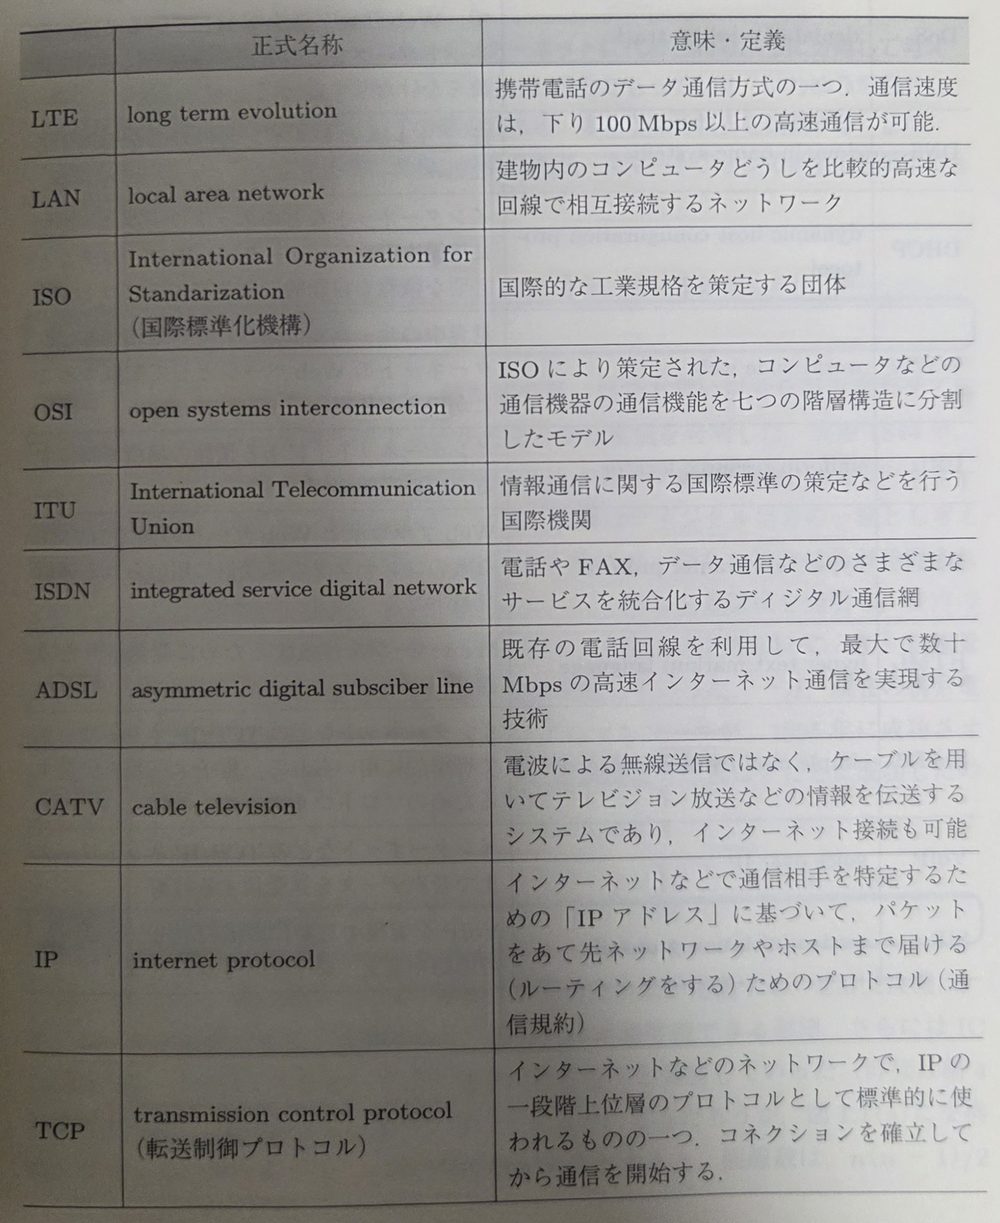 正式名称 意味・定義
LTE long term evolution 携帯電話のデータ通信方式の一つ．通信速度
は，下り 100 Mbps 以上の高速通信が可能．
LAN local area network 建物内のコンピュータどうしを比較的高速な
回線で相互接続するネットワーク
ISO International Organization for
Standarization
（国際標準化機構）
国際的な工業規格を策定する団体
OSI open systems interconnection ISO により策定された，コンピュータなどの
通信機器の通信機能を七つの階層構造に分割
したモデル
ITU International Telecommunication
Union
情報通信に関する国際標準の策定などを行う
国際機関
ISDN integrated service digital network 電話や FAX，データ通信などのさまざまな
サービスを統合化するディジタル通信網
ADSL asymmetric digital subsciber line 既存の電話回線を利用して，最大で数十
Mbps の高速インターネット通信を実現する
技術
CATV cable television 電波による無線送信ではなく，ケーブルを用
いてテレビジョン放送などの情報を伝送する
システムであり，インターネット接続も可能
IP internet protocol インターネットなどで通信相手を特定するた
めの「IP アドレス」に基づいて，パケット
をあて先ネットワークやホストまで届ける
（ルーティングをする）ためのプロトコル（通
信規約）
TCP transmission control protocol
（転送制御プロトコル）
インターネットなどのネットワークで，IP の
一段階上位層のプロトコルとして標準的に使
われるものの一つ．コネクションを確立して
から通信を開始する．